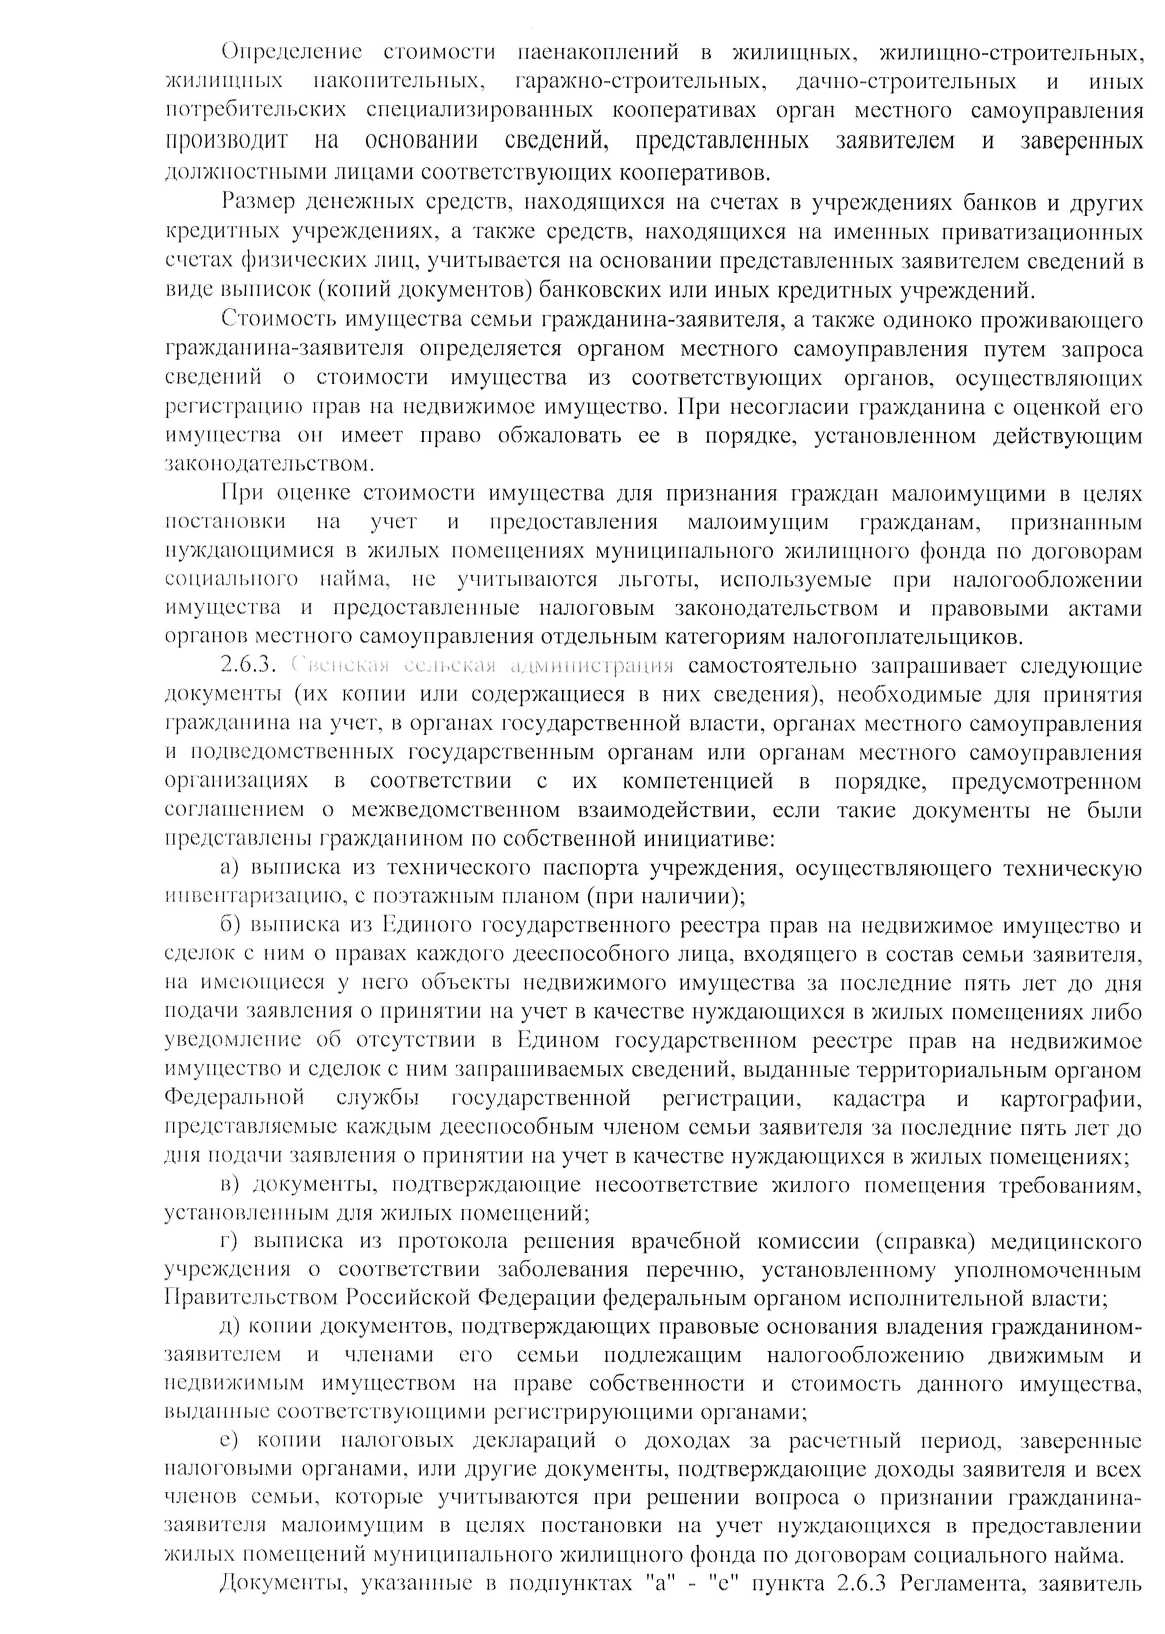 Определение стоимости паенакоплений в жилищных, жилищно-строительных,
жилищных накопительных, гаражно-строительных, дачно-строительных и иных
потребительских специализированных кооперативах орган местного самоуправления
производит на основании сведений, представленных заявителем и заверенных
должностными лицами соответствующих кооперативов.
Размер денежных средств, находящихся на счетах в учреждениях банков и других
кредитных учреждениях, а также средств, находящихся на именных приватизационных
счетах физических лиц, учитывается на основании представленных заявителем сведений в
виде выписок (копий документов) банковских или иных кредитных учреждений.
Стоимость имущества семьи гражданина-заявителя, а также одиноко проживающего
гражданина-заявителя определяется органом местного самоуправления путем запроса
сведений о стоимости имущества из соответствующих органов, осуществляющих
регистрацию прав на недвижимое имущество. При несогласии гражданина с оценкой его
имущества он имеет право обжаловать ее в порядке, установленном действующим
законодательством.
При оценке стоимости имущества для признания граждан малоимущими в целях
постановки на учет и предоставления малоимущим гражданам, признанным
нуждающимися в жилых помещениях муниципального жилищного фонда по договорам
социального найма, не учитываются льготы, используемые при налогообложении
имущества и предоставленные налоговым законодательством и правовыми актами
органов местного самоуправления отдельным категориям налогоплательщиков.
2.6.3. Свенская сельская администрация самостоятельно запрашивает следующие
документы (их копии или содержащиеся в них сведения), необходимые для принятия
гражданина на учет, в органах государственной власти, органах местного самоуправления
и подведомственных государственным органам или органам местного самоуправления
организациях в соответствии с их компетенцией в порядке, предусмотренном
соглашением о межведомственном взаимодействии, если такие документы не были
представлены гражданином по собственной инициативе:
а) выписка из технического паспорта учреждения, осуществляющего техническую
инвентаризацию, с поэтажным планом (при наличии);
б) выписка из Единого государственного реестра прав на недвижимое имущество и
сделок с ним о правах каждого дееспособного лица, входящего в состав семьи заявителя,
на имеющиеся у него объекты недвижимого имущества за последние пять лет до дня
подачи заявления о принятии на учет в качестве нуждающихся в жилых помещениях либо
уведомление об отсутствии в Едином государственном реестре прав на недвижимое
имущество и сделок с ним запрашиваемых сведений, выданные территориальным органом
Федеральной службы государственной регистрации, кадастра и картографии,
представляемые каждым дееспособным членом семьи заявителя за последние пять лет до
дня подачи заявления о принятии на учет в качестве нуждающихся в жилых помещениях;
в) документы, подтверждающие несоответствие жилого помещения требованиям,
установленным для жилых помещений;
г) выписка из протокола решения врачебной комиссии (справка) медицинского
учреждения о соответствии заболевания перечню, установленному уполномоченным
Правительством Российской Федерации федеральным органом исполнительной власти;
д) копии документов, подтверждающих правовые основания владения гражданином-
заявителем и членами его семьи подлежащим налогообложению движимым и
недвижимым имуществом на праве собственности и стоимость данного имущества,
выданные соответствующими регистрирующими органами;
е) копии налоговых деклараций о доходах за расчетный период, заверенные
налоговыми органами, или другие документы, подтверждающие доходы заявителя и всех
членов семьи, которые учитываются при решении вопроса о признании гражданина-
заявителя малоимущим в целях постановки на учет нуждающихся в предоставлении
жилых помещений муниципального жилищного фонда по договорам социального найма.
Документы, указанные в подпунктах "а" - "е" пункта 2.6.3 Регламента, заявитель